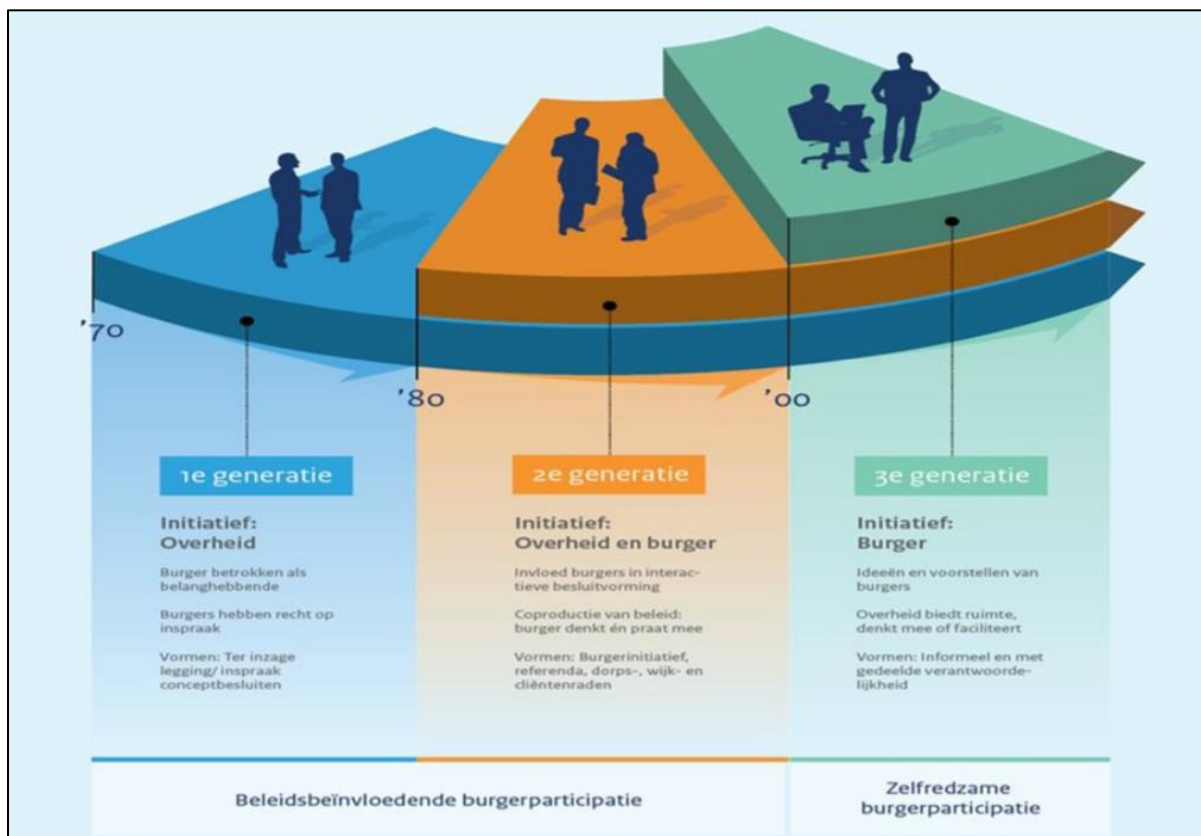 '70
'80
'00
1e generatie
Initiatief:
Overheid
Burger betrokken als
belanghebbende
Burgers hebben recht op
inspraak
Vormen: Ter inzage
legging/ inspraak
conceptbesluiten
2e generatie
Initiatief:
Overheid en burger
Invloed burgers in interac-
tieve besluitvorming
Coproductie van beleid:
burger denkt én praat mee
Vormen: Burgerinitiatief,
referenda, dorps-, wijk- en
cliëntenraden
3e generatie
Initiatief:
Burger
Ideeën en voorstellen van
burgers
Overheid biedt ruimte,
denkt mee of faciliteert
Vormen: Informeel en met
gedeelde verantwoorde-
lijkheid
Beleidsbeïnvloedende burgerparticipatie
Zelfredzame
burgerparticipatie